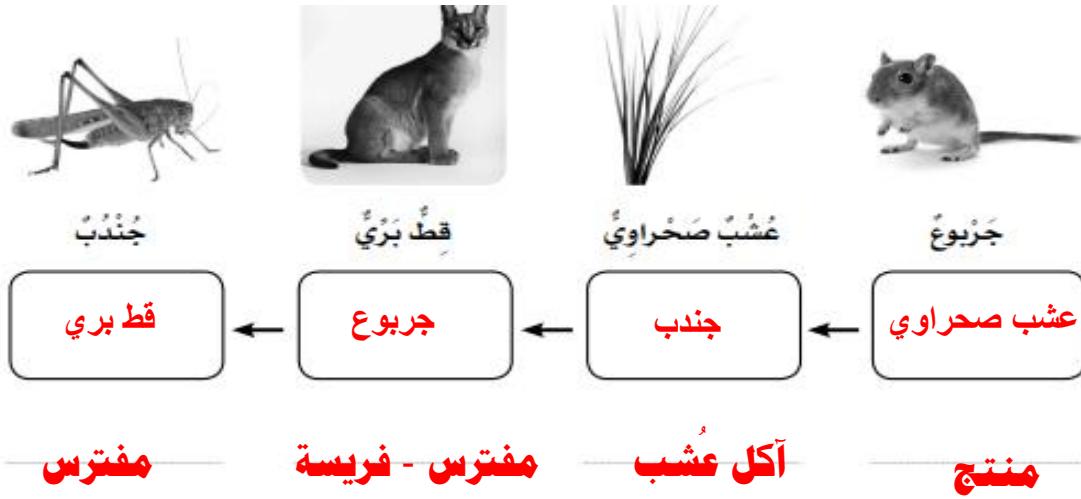 جَرْبوعٌ عُشْبٌ صَحْراوِيٌّ قِطٌّ بَرِّيٌّ جُنْدُبٌ
عشب صحراوي جندب جربوع قط بري
منتج آكل عُشب مفترس - فريسة مفترس